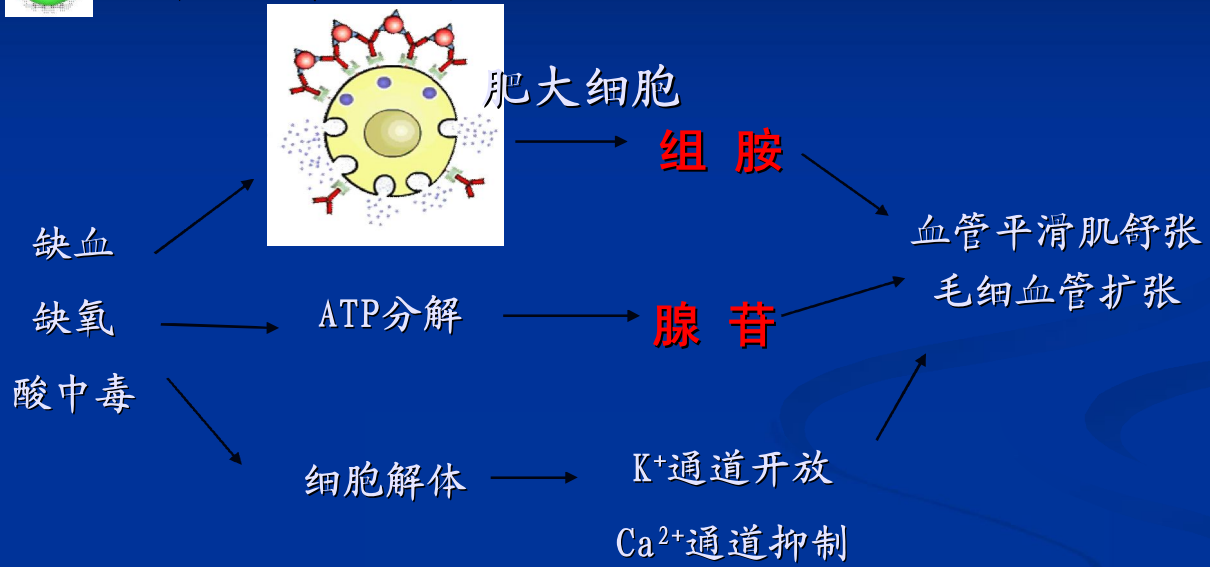 肥大细胞
组 胺
缺血
缺氧
酸中毒
ATP分解
腺 苷
血管平滑肌舒张
毛细血管扩张
细胞解体
K⁺通道开放
Ca²⁺通道抑制